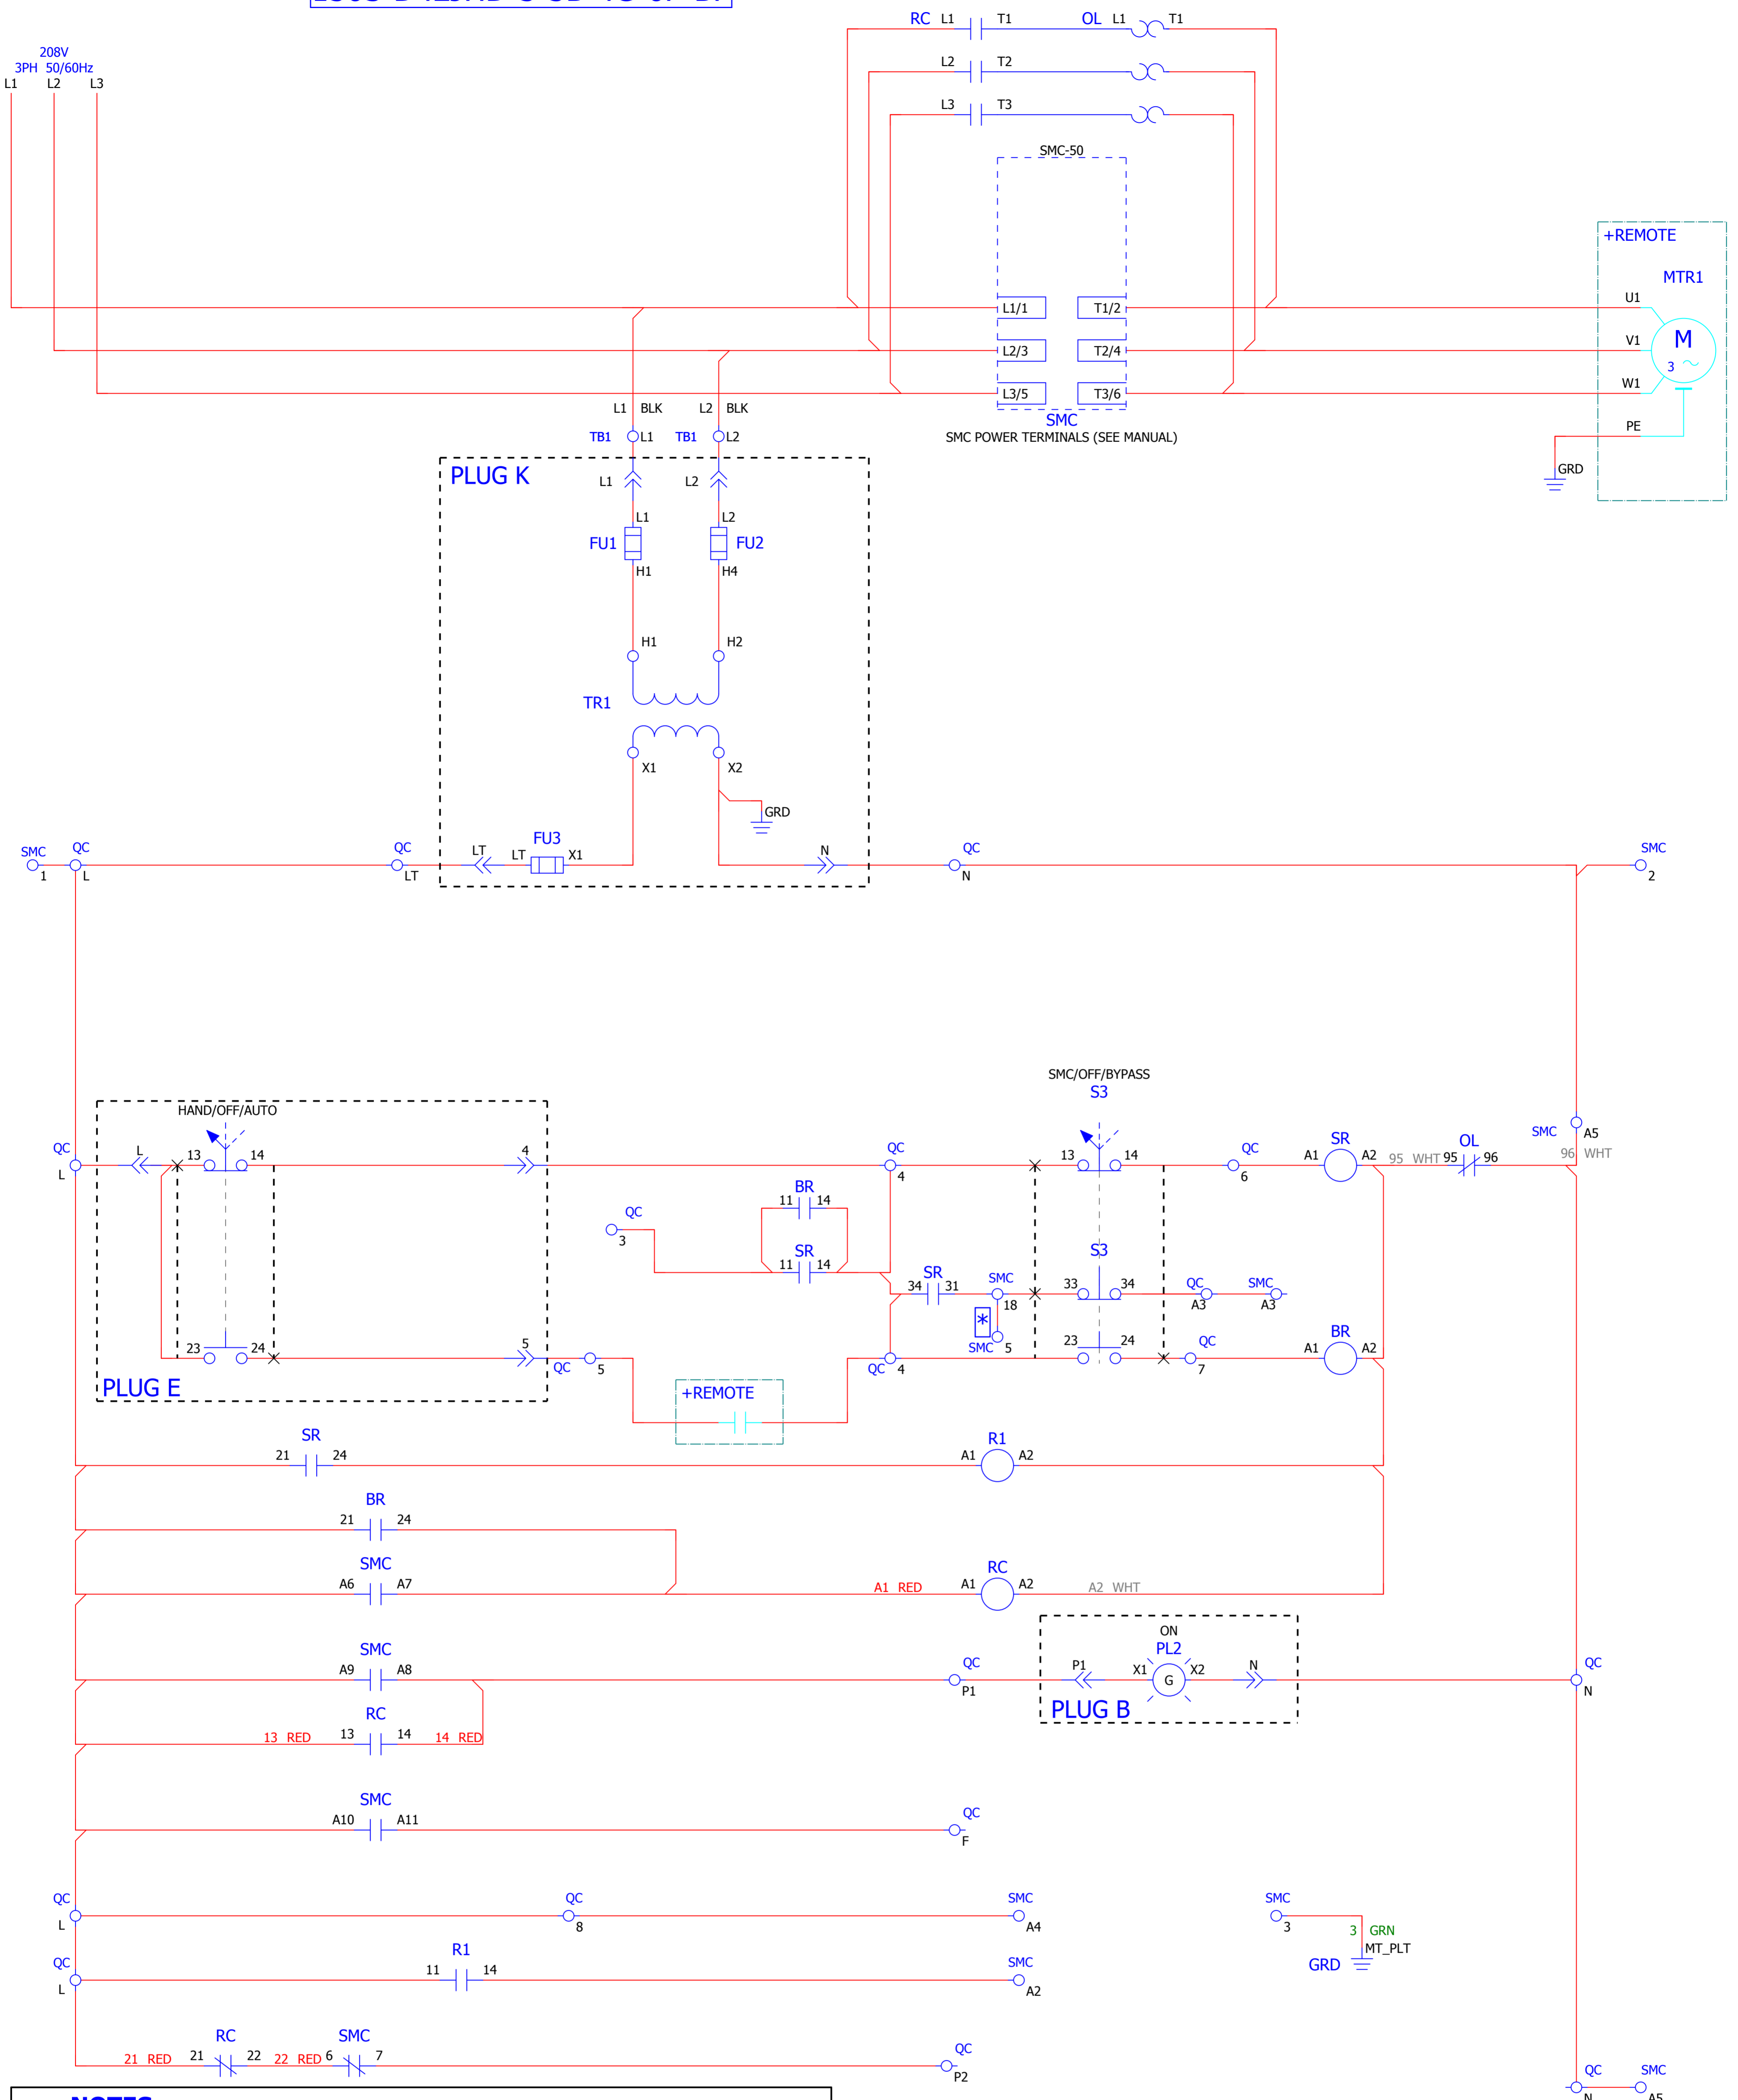 RC L1 T1 OL L1 T1
208V
3PH 50/60Hz
L1 L2 L3
L2 T2
L3 T3
SMC-50
+REMOTE
MTR1
L1/1 T1/2 U1
L2/3 T2/4 V1 M
3
L3/5 T3/6 W1
L1 BLK L2 BLK
SMC
PE
TB1 L1 TB1 L2
SMC POWER TERMINALS (SEE MANUAL)
PLUG K
L1 L2
GRD
L1 L2
FU1 FU2
H1 H4
H1 H2
TR1
X1 X2
GRD
FU3
SMC QC QC LT LT X1 N QC SMC
1 L LT N 2
SMC/OFF/BYPASS
S3
HAND/OFF/AUTO
SMC A5
QC L 13 14 4 QC 13 14 QC SR OL
A1 A2 95 WHT 95 96 96 WHT
L 4 6
BR
11 14
QC
3
SR
11 14
S3
SR
34 31 SMC 33 34 QC SMC
18 A3 A3
*
SMC 5
BR
23 24 5 23 24 QC A1 A2
QC 5 QC 4 7
PLUG E
+REMOTE
SR
21 24
R1
A1 A2
BR
21 24
SMC
A6 A7
RC
A1 RED A1 A2 A2 WHT
ON
SMC
A9 A8
QC
P1
PL2
P1 X1 G X2 N
QC
N
PLUG B
RC
13 RED 13 14 14 RED
SMC
A10 A11
QC
F
QC
L
QC
8
SMC
A4
SMC
3
3 GRN
MT_PLT
GRD
QC
L
R1
11 14
SMC
A2
RC SMC
21 RED 21 22 22 RED 6 7
QC
P2
QC SMC
N A5
NOTES